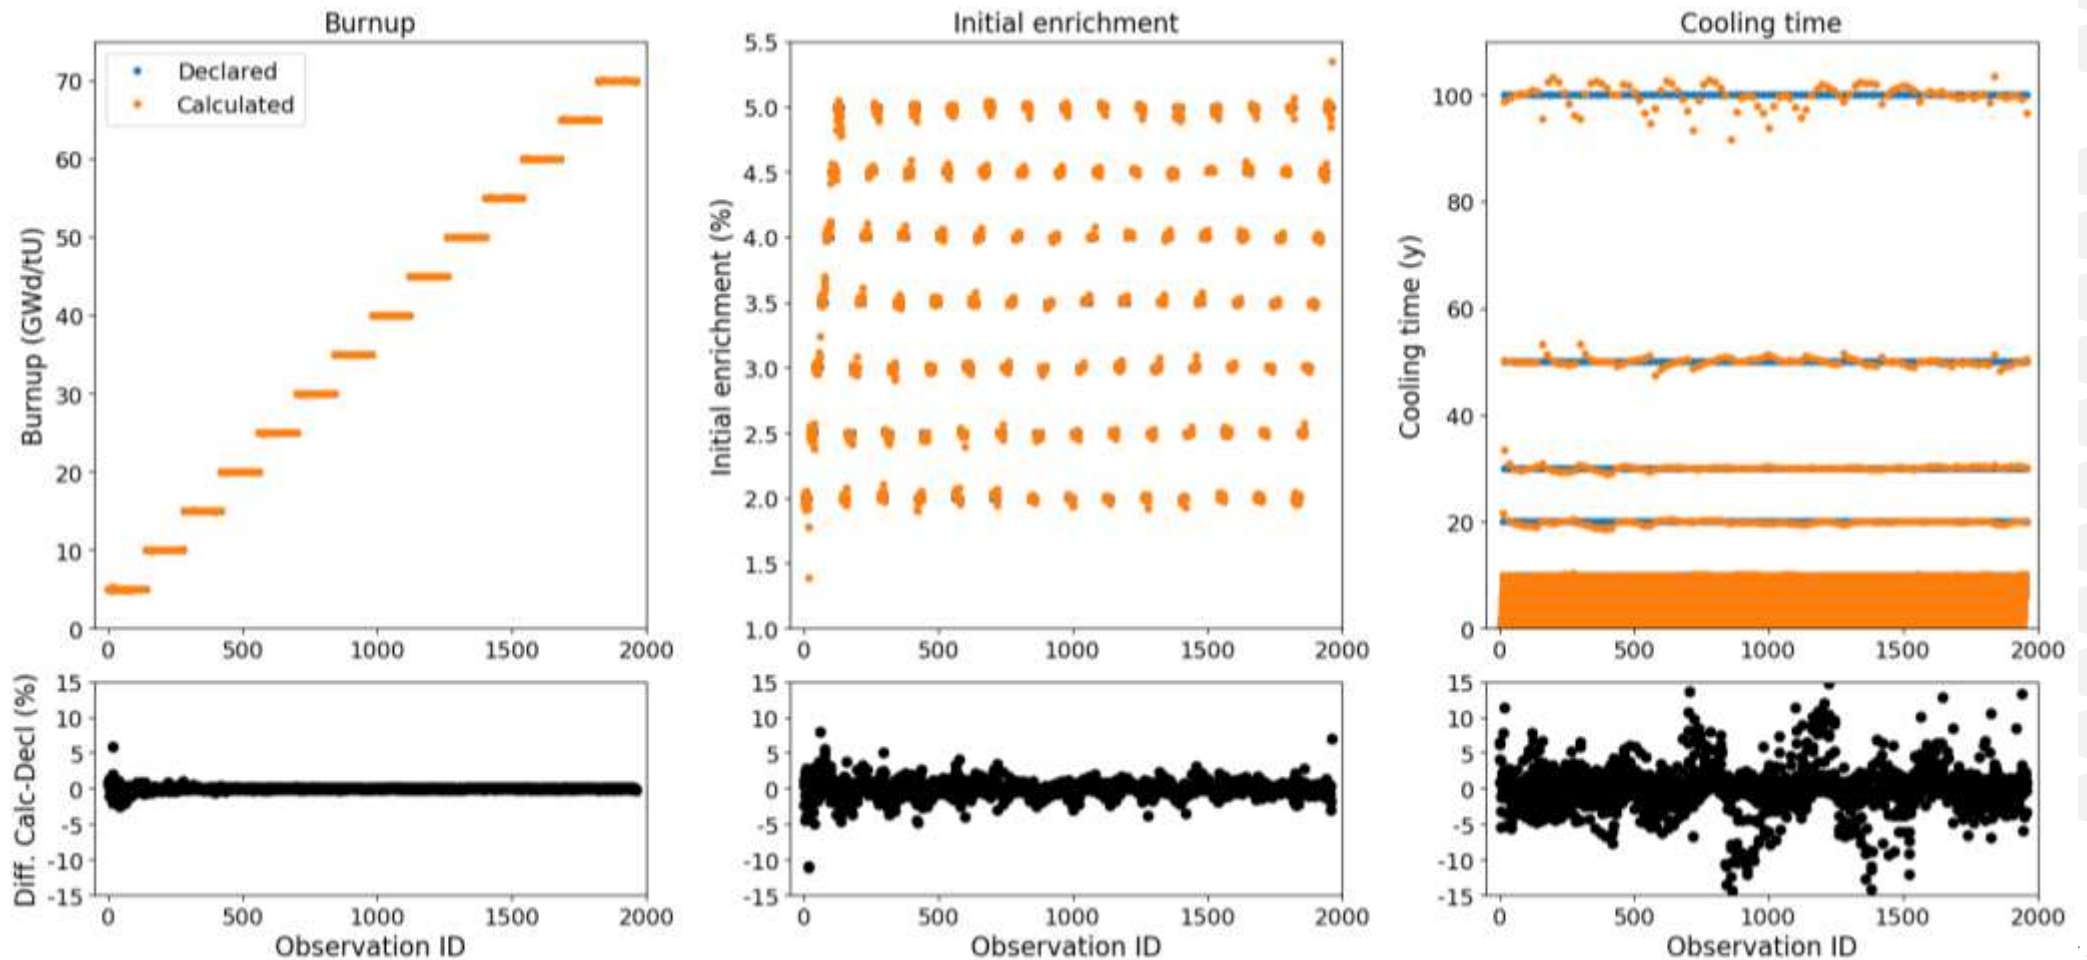 Burnup
Initial enrichment
Cooling time
Declared
Calculated
Burnup (GWd/tU)
70
60
50
40
30
20
10
0
0 500 1000 1500 2000
Initial enrichment (%)
5.5
5.0
4.5
4.0
3.5
3.0
2.5
2.0
1.5
1.0
0 500 1000 1500 2000
Cooling time (y)
100
80
60
40
20
0
0 500 1000 1500 2000
Diff. Calc-Decl (%)
15
10
5
0
-5
-10
-15
0 500 1000 1500 2000
Observation ID
15
10
5
0
-5
-10
-15
0 500 1000 1500 2000
Observation ID
15
10
5
0
-5
-10
-15
0 500 1000 1500 2000
Observation ID